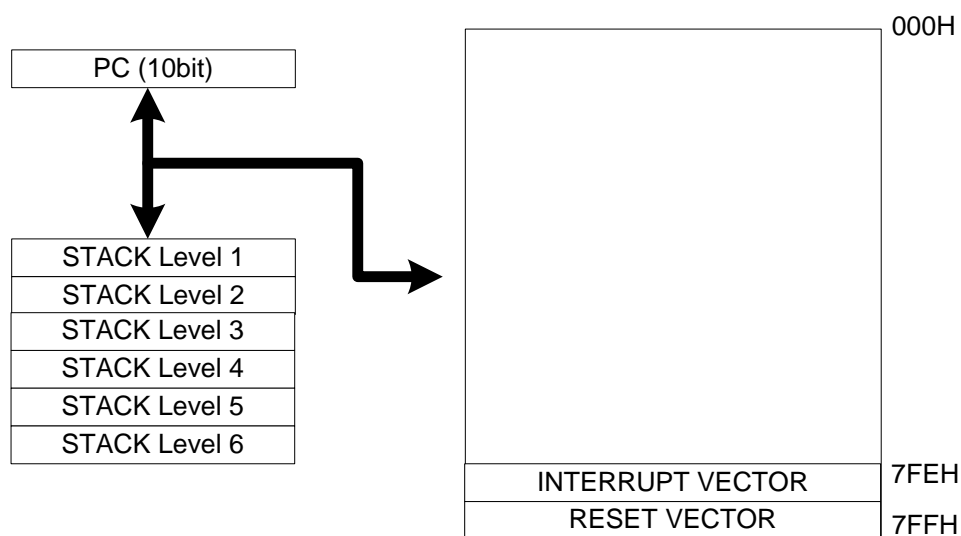 000H
PC (10bit)
STACK Level 1
STACK Level 2
STACK Level 3
STACK Level 4
STACK Level 5
STACK Level 6
INTERRUPT VECTOR
7FEH
RESET VECTOR
7FFH